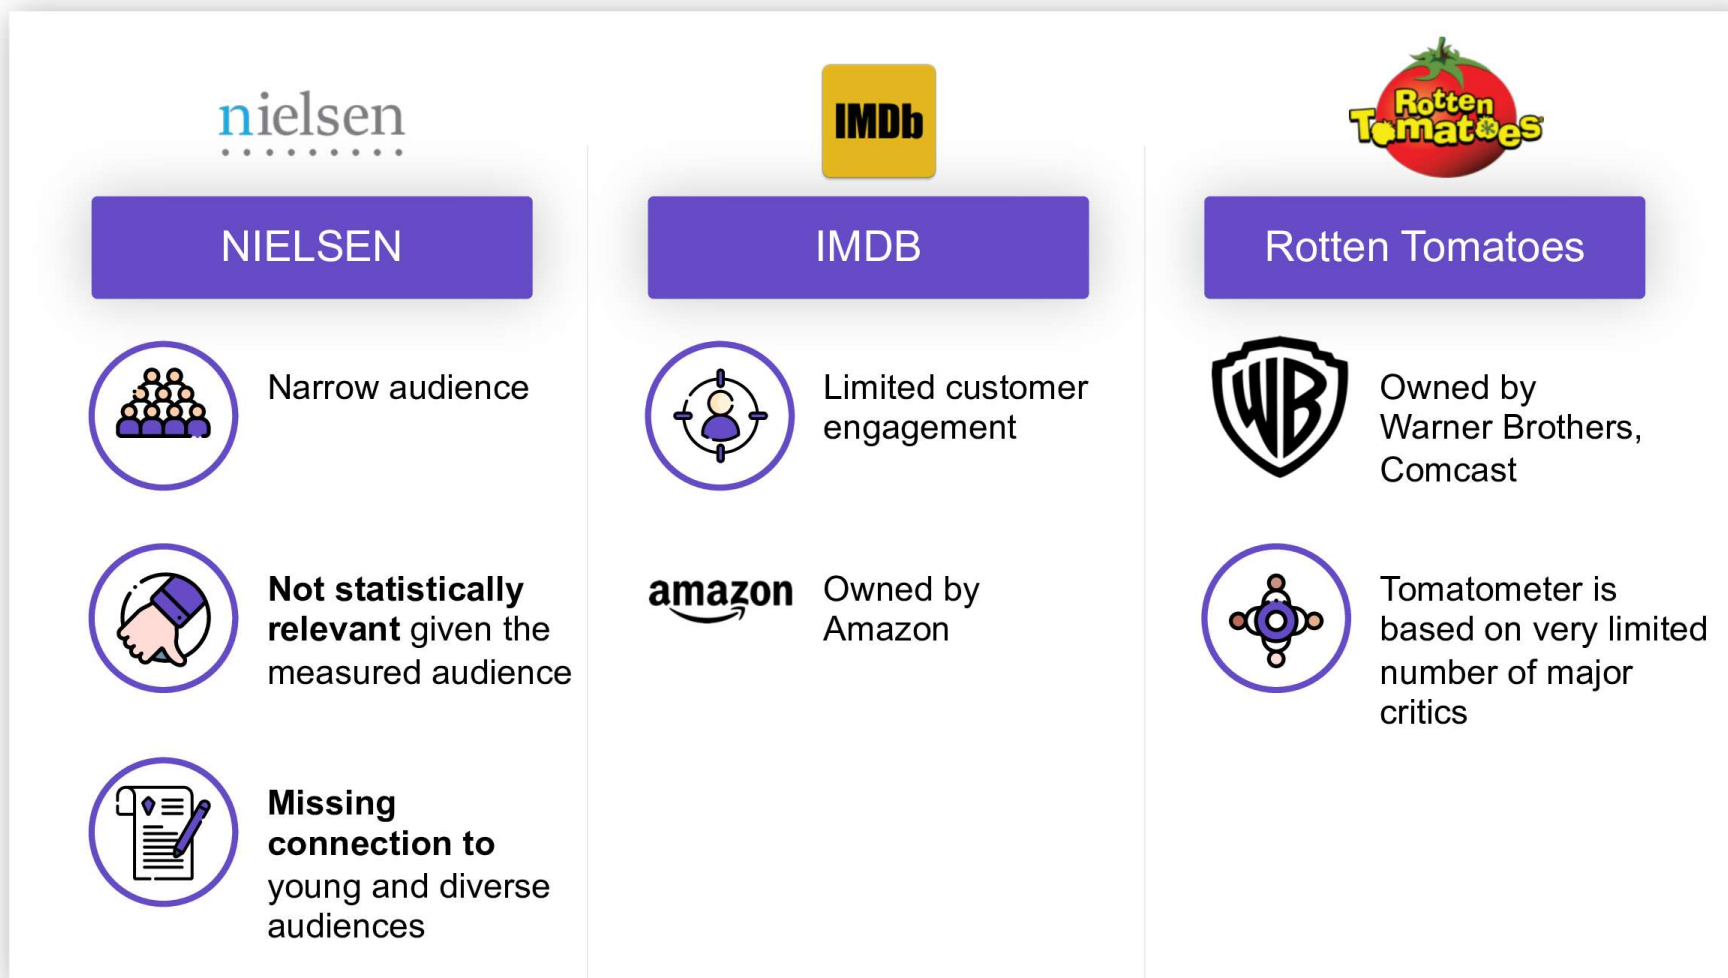 nielsen
NIELSEN
Narrow audience
Not statistically
relevant given the
measured audience
Missing
connection to
young and diverse
audiences
IMDb
IMDB
Limited customer
engagement
amazon
Owned by
Amazon
Rotten
Tomatoes
Rotten Tomatoes
WB
Owned by
Warner Brothers,
Comcast
Tomatometer is
based on very limited
number of major
critics